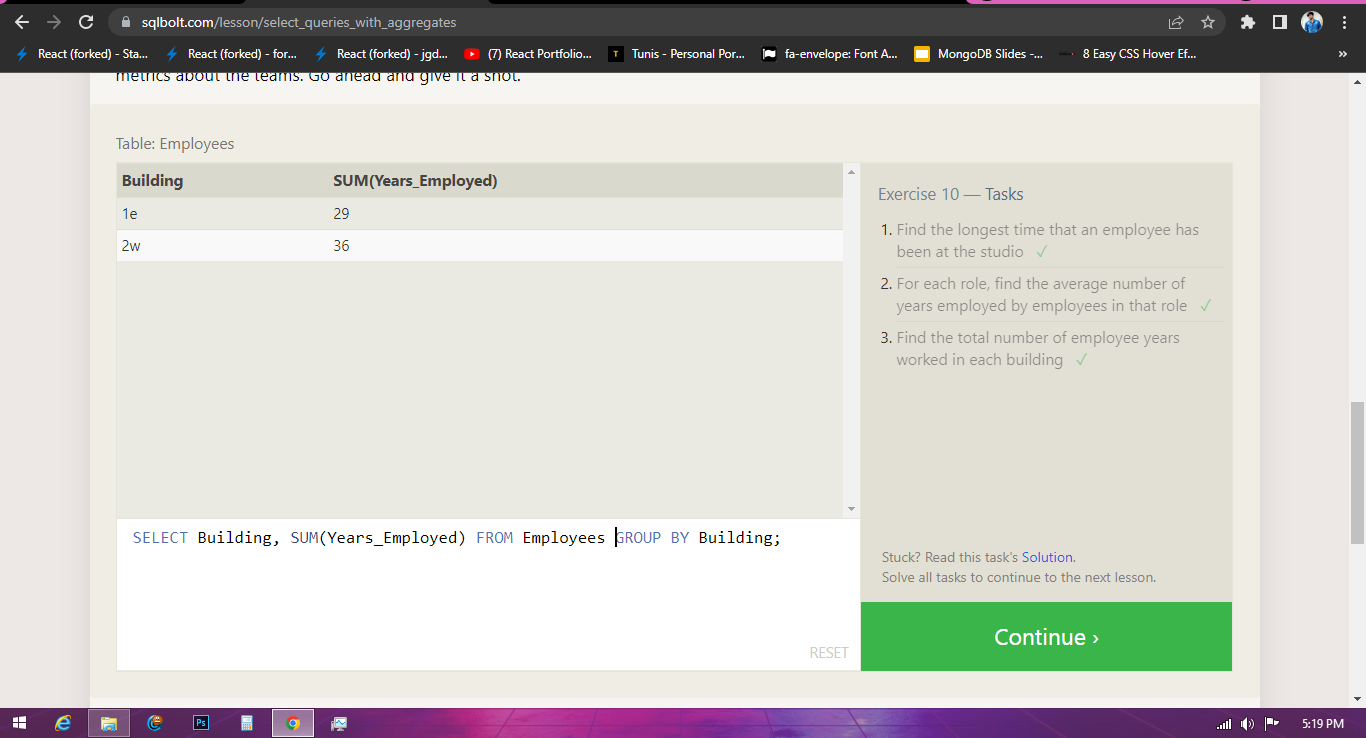 sqlbolt.com/lesson/select_queries_with_aggregates
React (forked) - Sta... React (forked) - for... React (forked) - jgd... (7) React Portfolio... T Tunis - Personal Por... fa-envelope: Font A... MongoDB Slides -... 8 Easy CSS Hover Ef... »
metrics about the teams. Go ahead and give it a shot.
Table: Employees
Building SUM(Years_Employed)
1e 29
2w 36
Exercise 10 — Tasks
1. Find the longest time that an employee has
been at the studio ✓
2. For each role, find the average number of
years employed by employees in that role ✓
3. Find the total number of employee years
worked in each building ✓
SELECT Building, SUM(Years_Employed) FROM Employees GROUP BY Building;
Stuck? Read this task's Solution.
Solve all tasks to continue to the next lesson.
Continue ›
RESET
Ps
5:19 PM